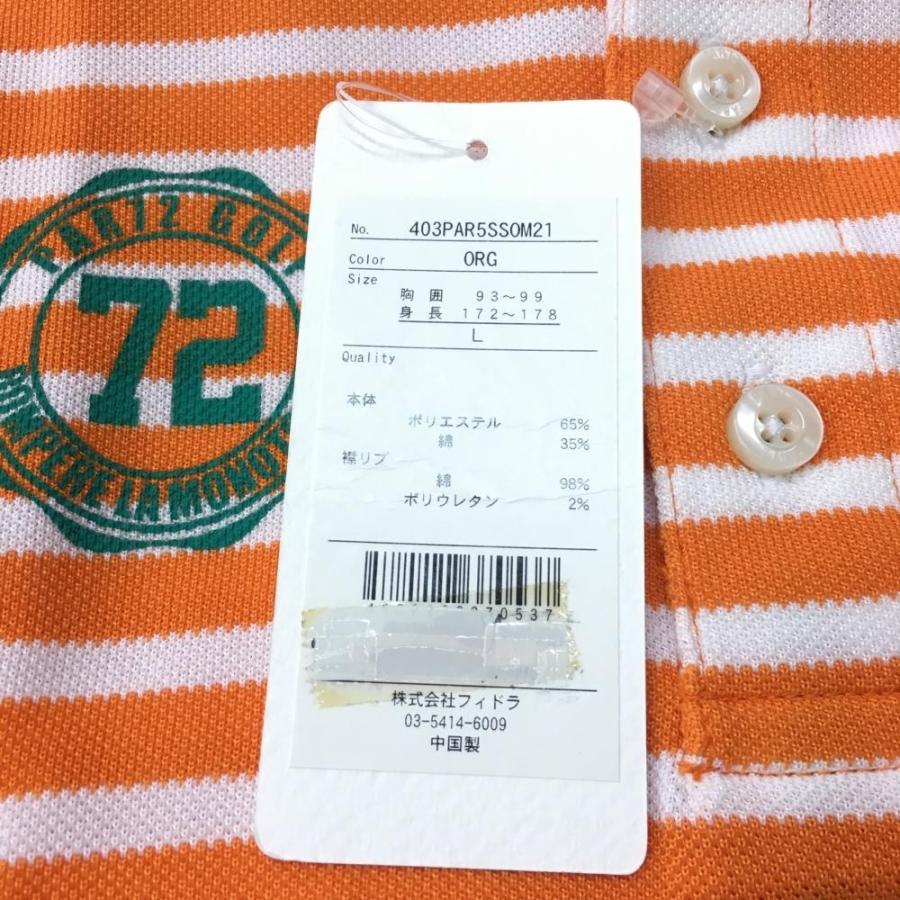 PAR72 GOLF
72
No. 403PAR5SSOM21
Color ORG
Size
胸囲 93～99
身長 172～178
L
Quality
本体
ポリエステル 65%
綿 35%
襟リブ
綿 98%
ポリウレタン 2%
70537
株式会社フィドラ
03-5414-6009
中国製